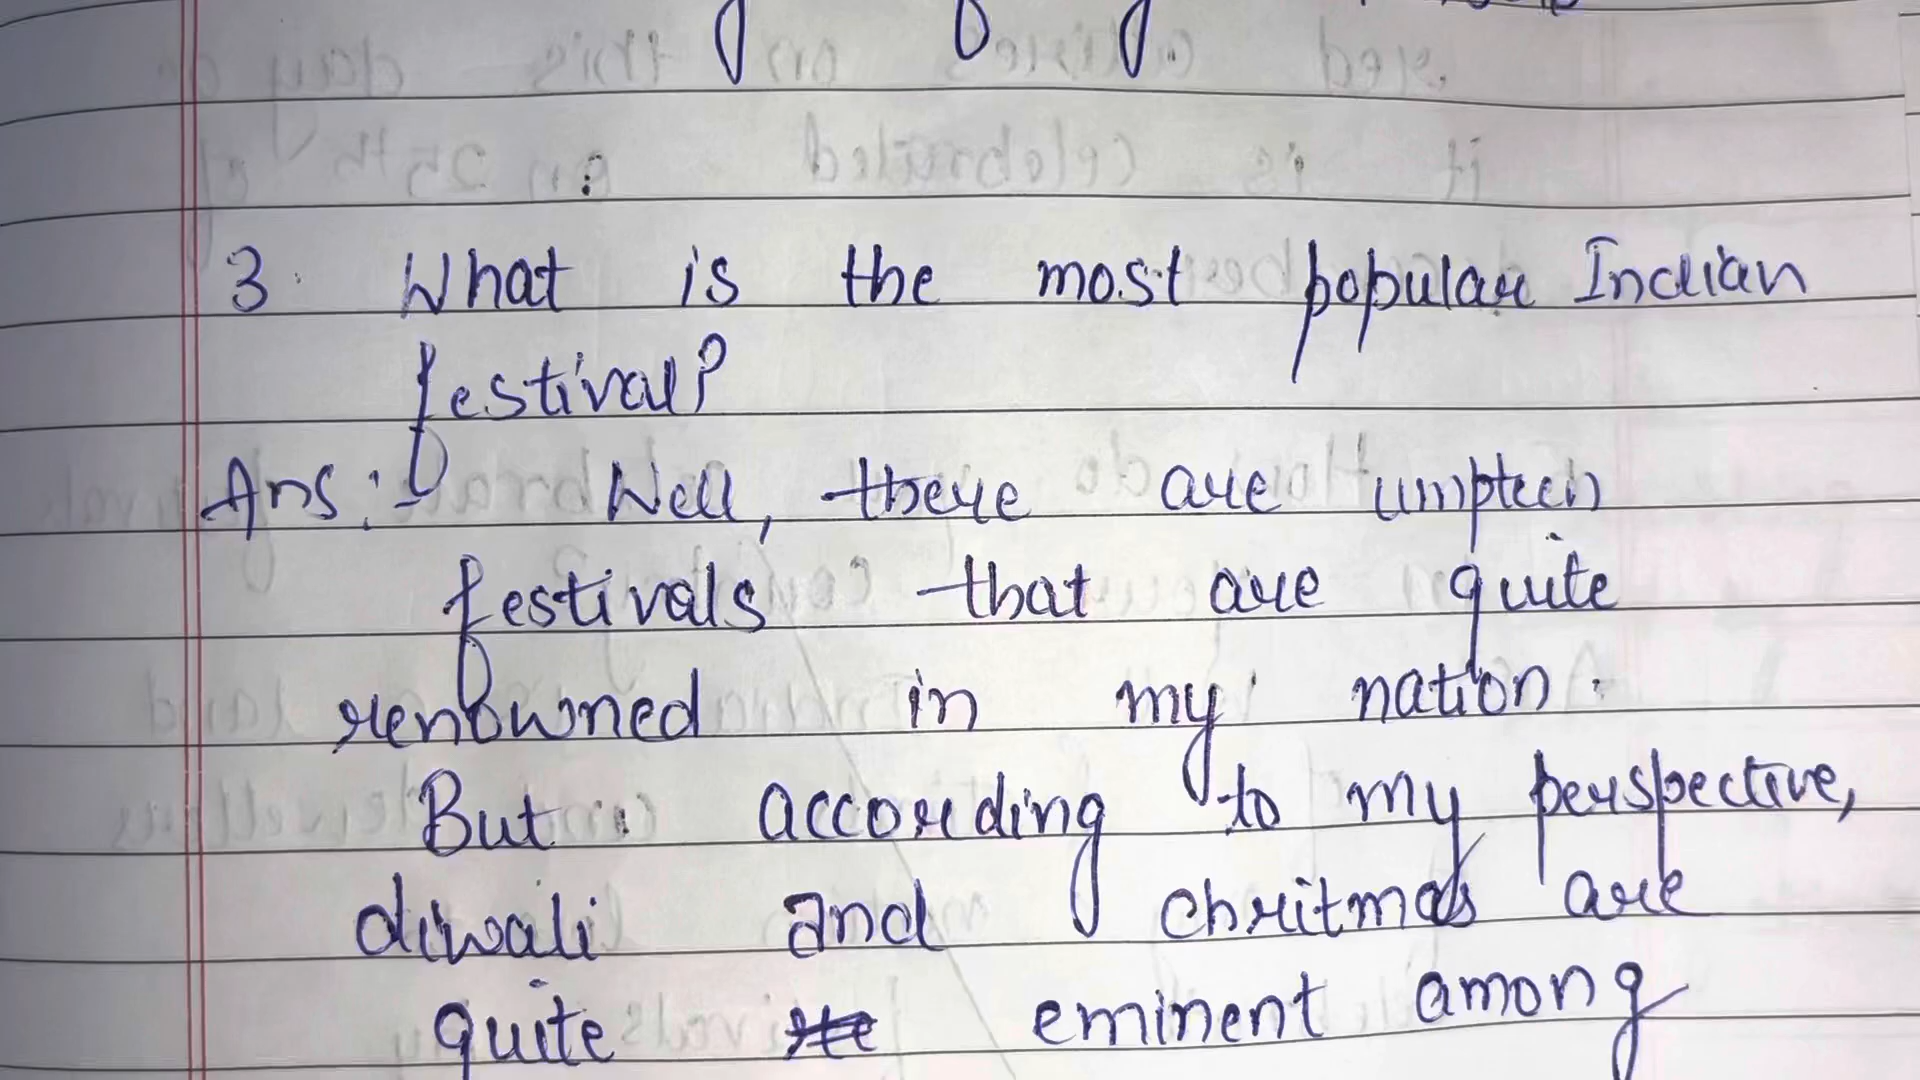 3. What is the most popular Indian
festival?
Ans:- Well, there are umpteen
festivals that are quite
renowned in my nation.
But according to my perspective,
diwali and chritmas are
quite eminent among